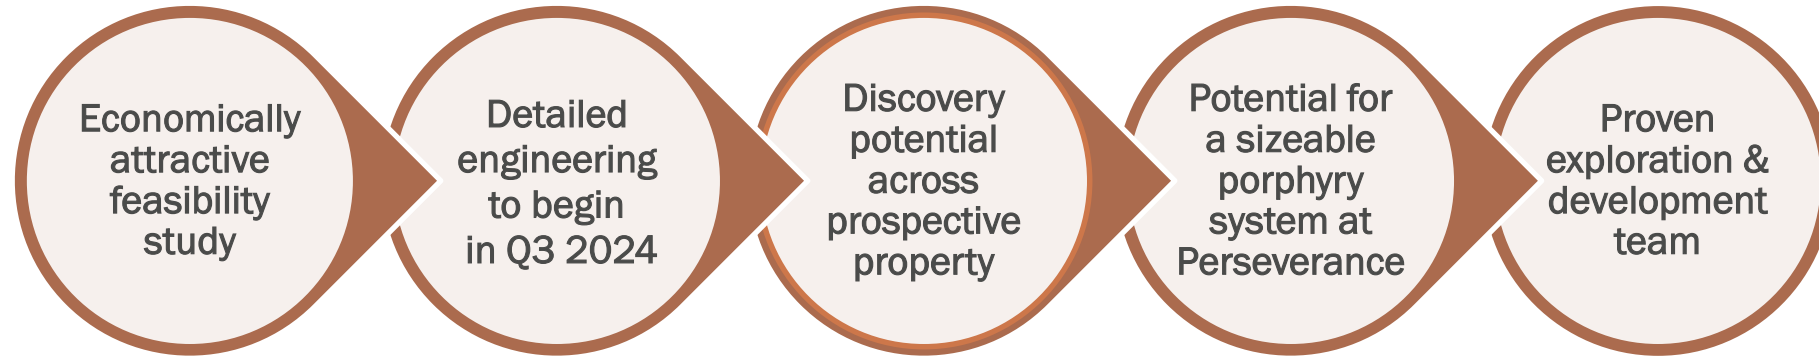 Economically
attractive
feasibility
study
Detailed
engineering
to begin
in Q3 2024
Discovery
potential
across
prospective
property
Potential for
a sizeable
porphyry
system at
Perseverance
Proven
exploration &
development
team